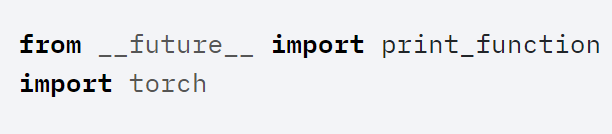 from __future__ import print_function
import torch